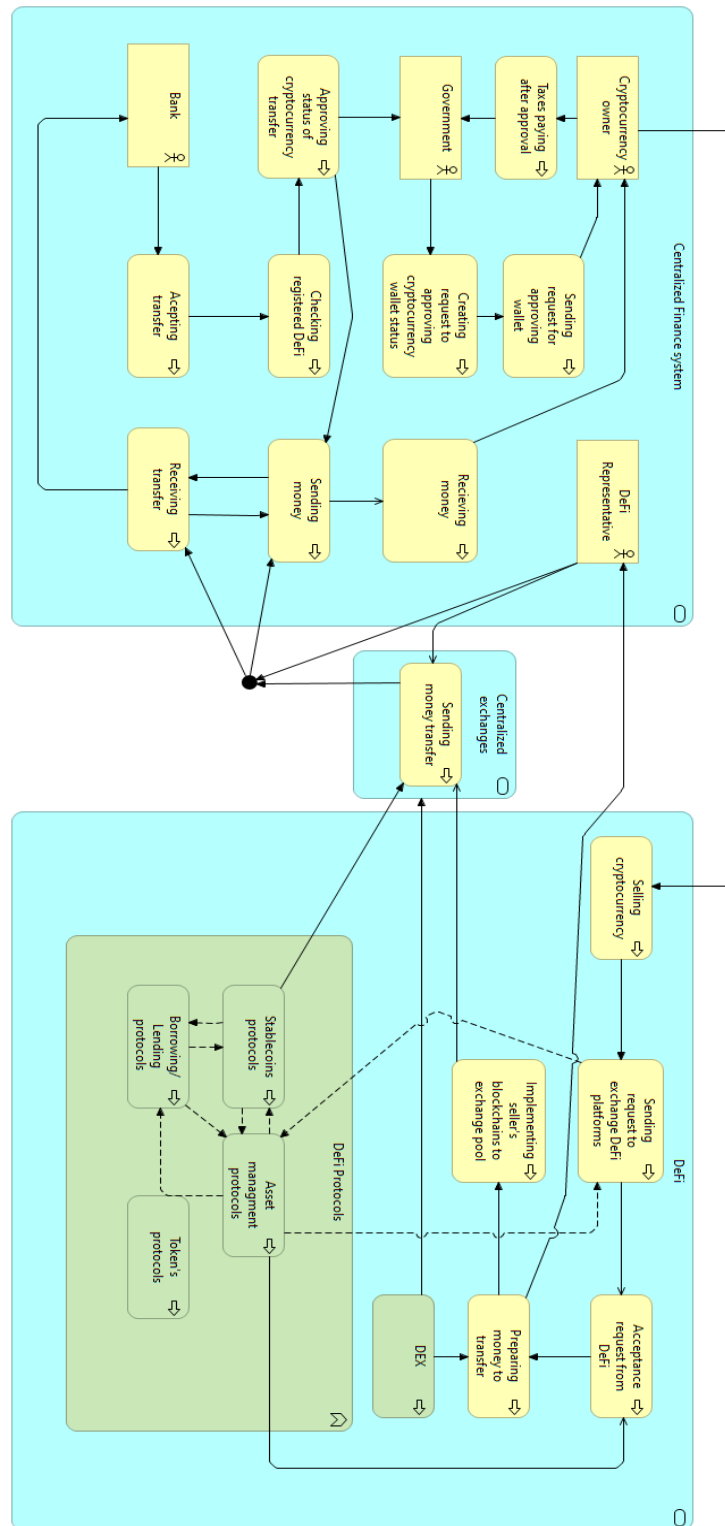 Centralized Finance system
Cryptocurrency
owner
Taxes paying
after approval
Government
Approving
status of
cryptocurrency
transfer
Bank
Sending
request for
approving
wallet
Creating
request to
approving
cryptocurrency
wallet status
Checking
registered DeFi
Acepting
transfer
DeFi
Representative
Recieving
money
Sending
money
Receiving
transfer
Centralized
exchanges
Sending
money transfer
DeFi
Selling
cryptocurrency
Sending
request to
exchange DeFi
platforms
Acceptance
request from
DeFi
Implementing
seller's
blockchains to
exchange pool
Preparing
money to
transfer
DEX
DeFi Protocols
Stablecoins
protocols
Borrowing/
Lending
protocols
Asset
managment
protocols
Token's
protocols